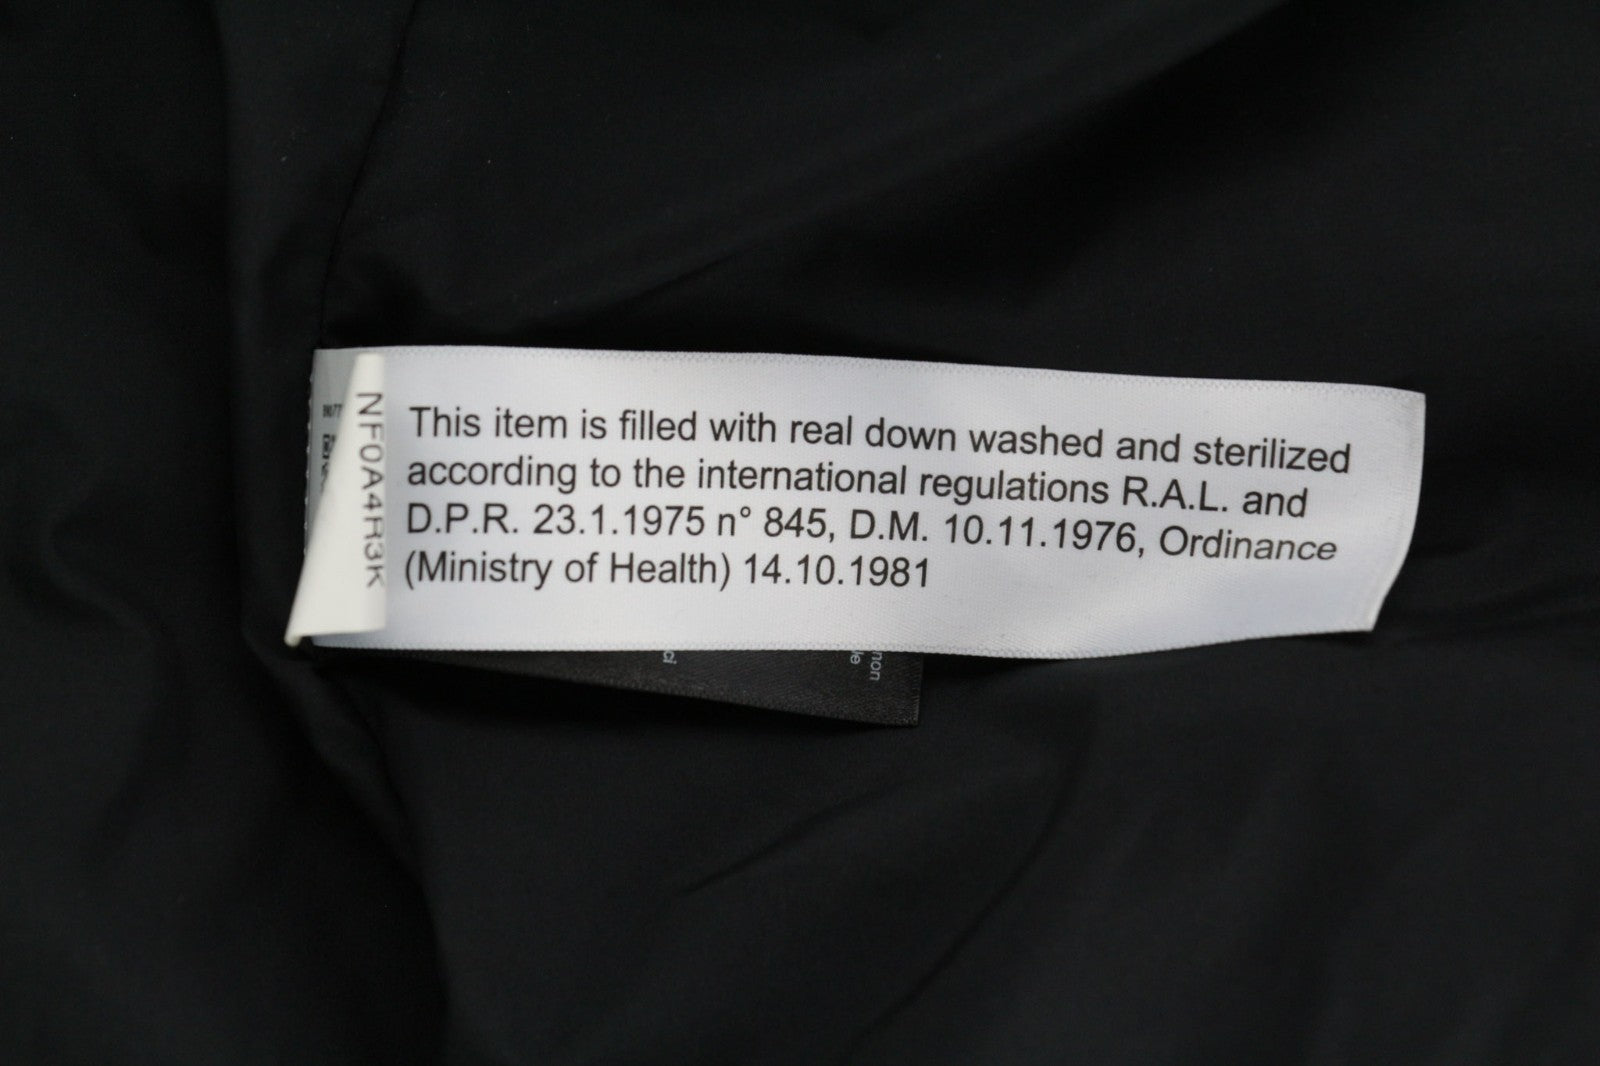 This item is filled with real down washed and sterilized
according to the international regulations R.A.L. and
D.P.R. 23.1.1975 n° 845, D.M. 10.11.1976, Ordinance
(Ministry of Health) 14.10.1981
NF0A4R3K
non